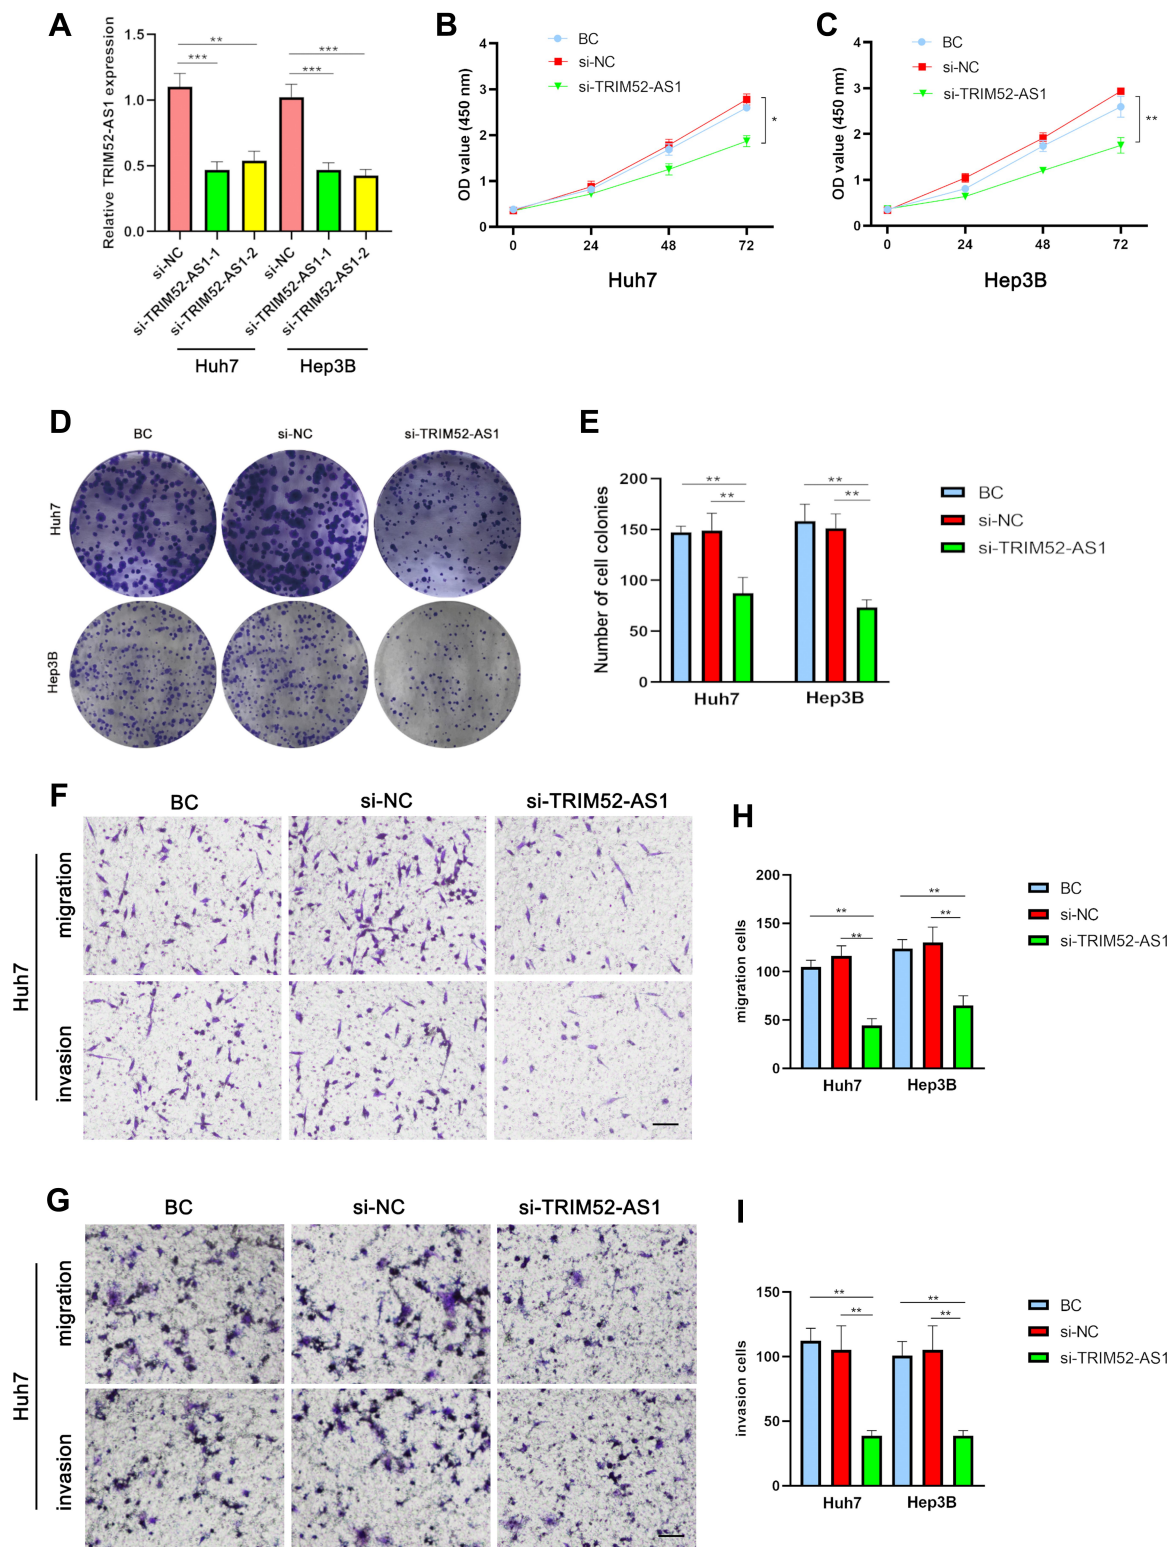 A
Relative TRIM52-AS1 expression
1.5
1.0
0.5
0.0
**
***
***
***
si-NC
si-TRIM52-AS1-1
si-TRIM52-AS1-2
si-NC
si-TRIM52-AS1-1
si-TRIM52-AS1-2
Huh7
Hep3B
B
BC
si-NC
si-TRIM52-AS1
OD value (450 nm)
4
3
2
1
0
*
0
24
48
72
Huh7
C
BC
si-NC
si-TRIM52-AS1
OD value (450 nm)
4
3
2
1
0
**
0
24
48
72
Hep3B
D
BC
si-NC
si-TRIM52-AS1
Huh7
Hep3B
E
Number of cell colonies
200
150
100
50
0
**
**
**
**
Huh7
Hep3B
BC
si-NC
si-TRIM52-AS1
F
BC
si-NC
si-TRIM52-AS1
Huh7
migration
invasion
H
migration cells
200
150
100
50
0
**
**
**
**
Huh7
Hep3B
BC
si-NC
si-TRIM52-AS1
G
BC
si-NC
si-TRIM52-AS1
Huh7
migration
invasion
I
invasion cells
150
100
50
0
**
**
**
**
Huh7
Hep3B
BC
si-NC
si-TRIM52-AS1